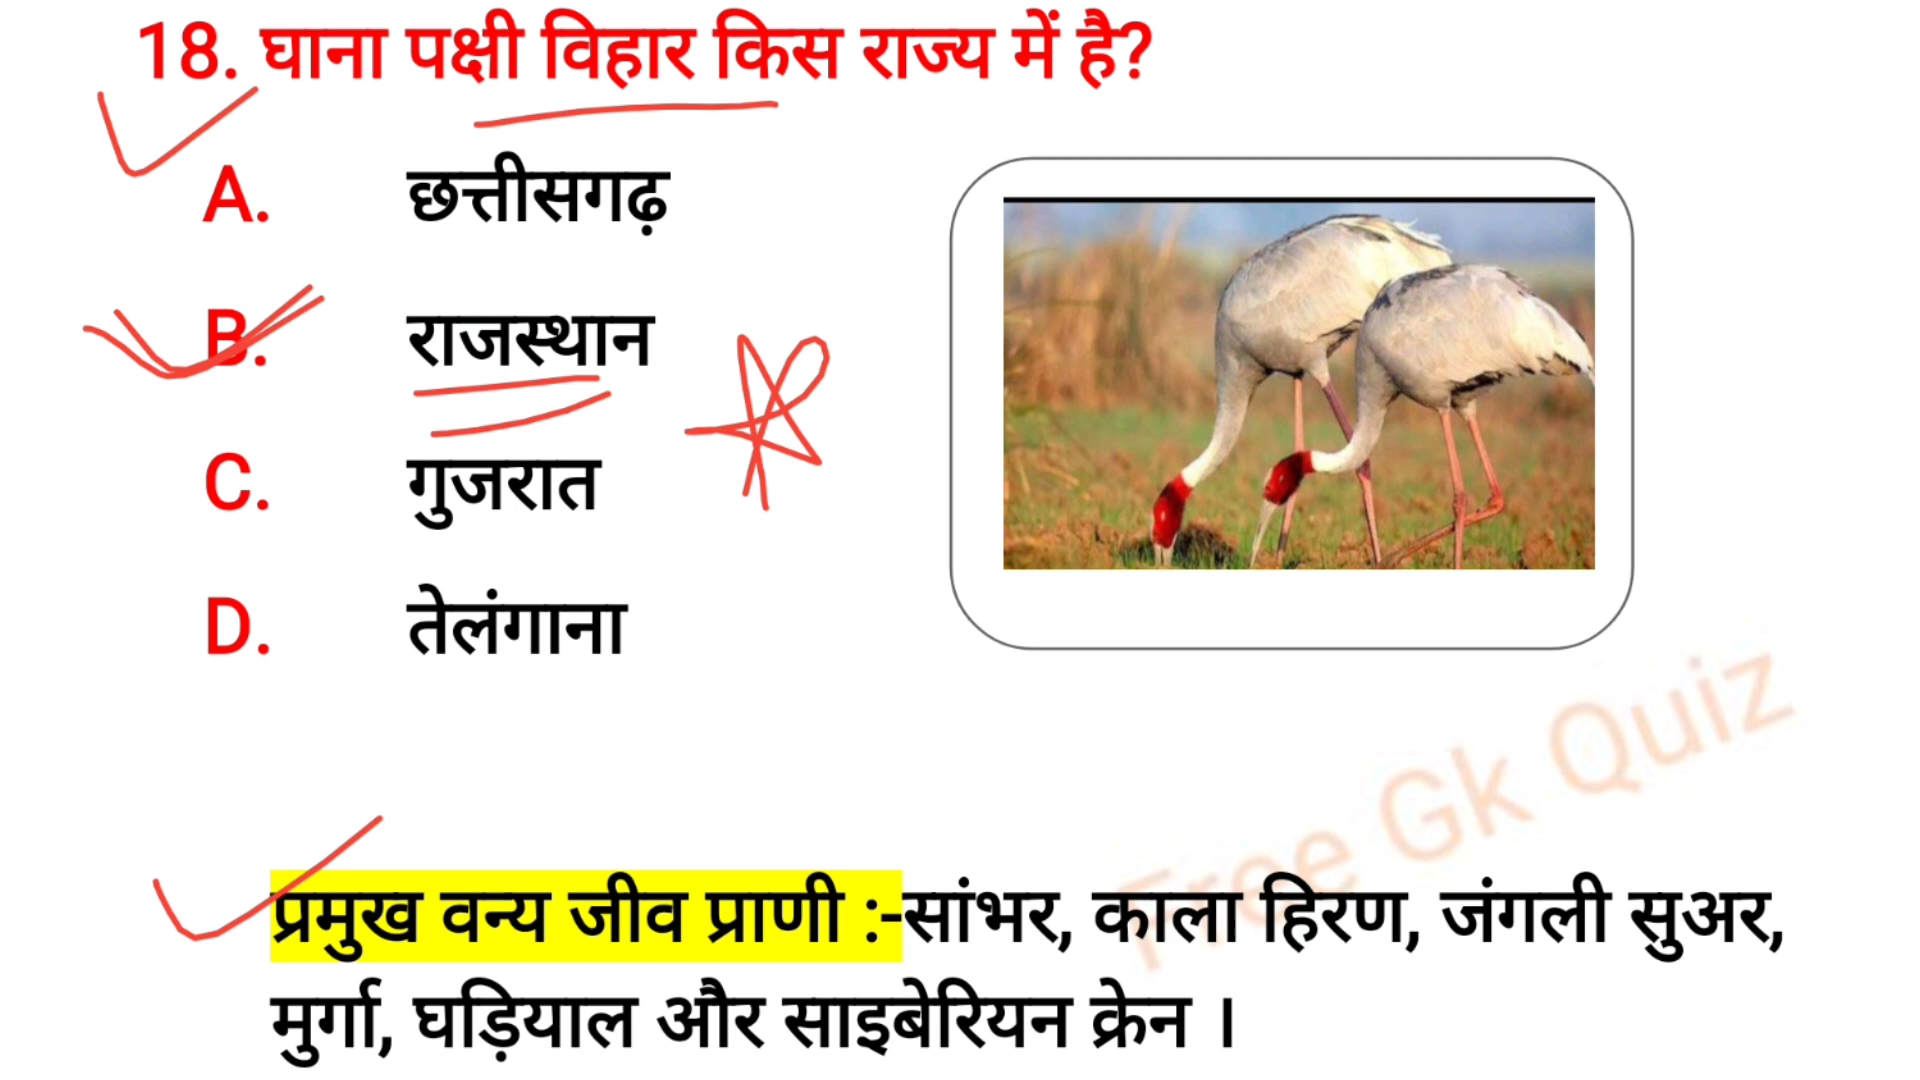 18. घाना पक्षी विहार किस राज्य में है?
A. छत्तीसगढ़
B. राजस्थान
C. गुजरात
D. तेलंगाना
Free Gk Quiz
प्रमुख वन्य जीव प्राणी :-सांभर, काला हिरण, जंगली सुअर,
मुर्गा, घड़ियाल और साइबेरियन क्रेन ।